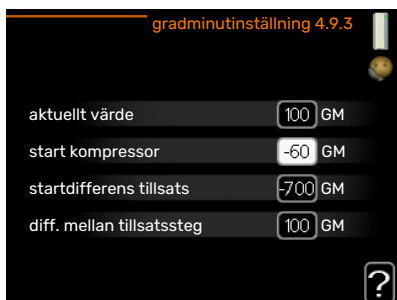 gradminutinställning 4.9.3
aktuellt värde 100 GM
start kompressor -60 GM
startdifferens tillsats -700 GM
diff. mellan tillsatssteg 100 GM
?